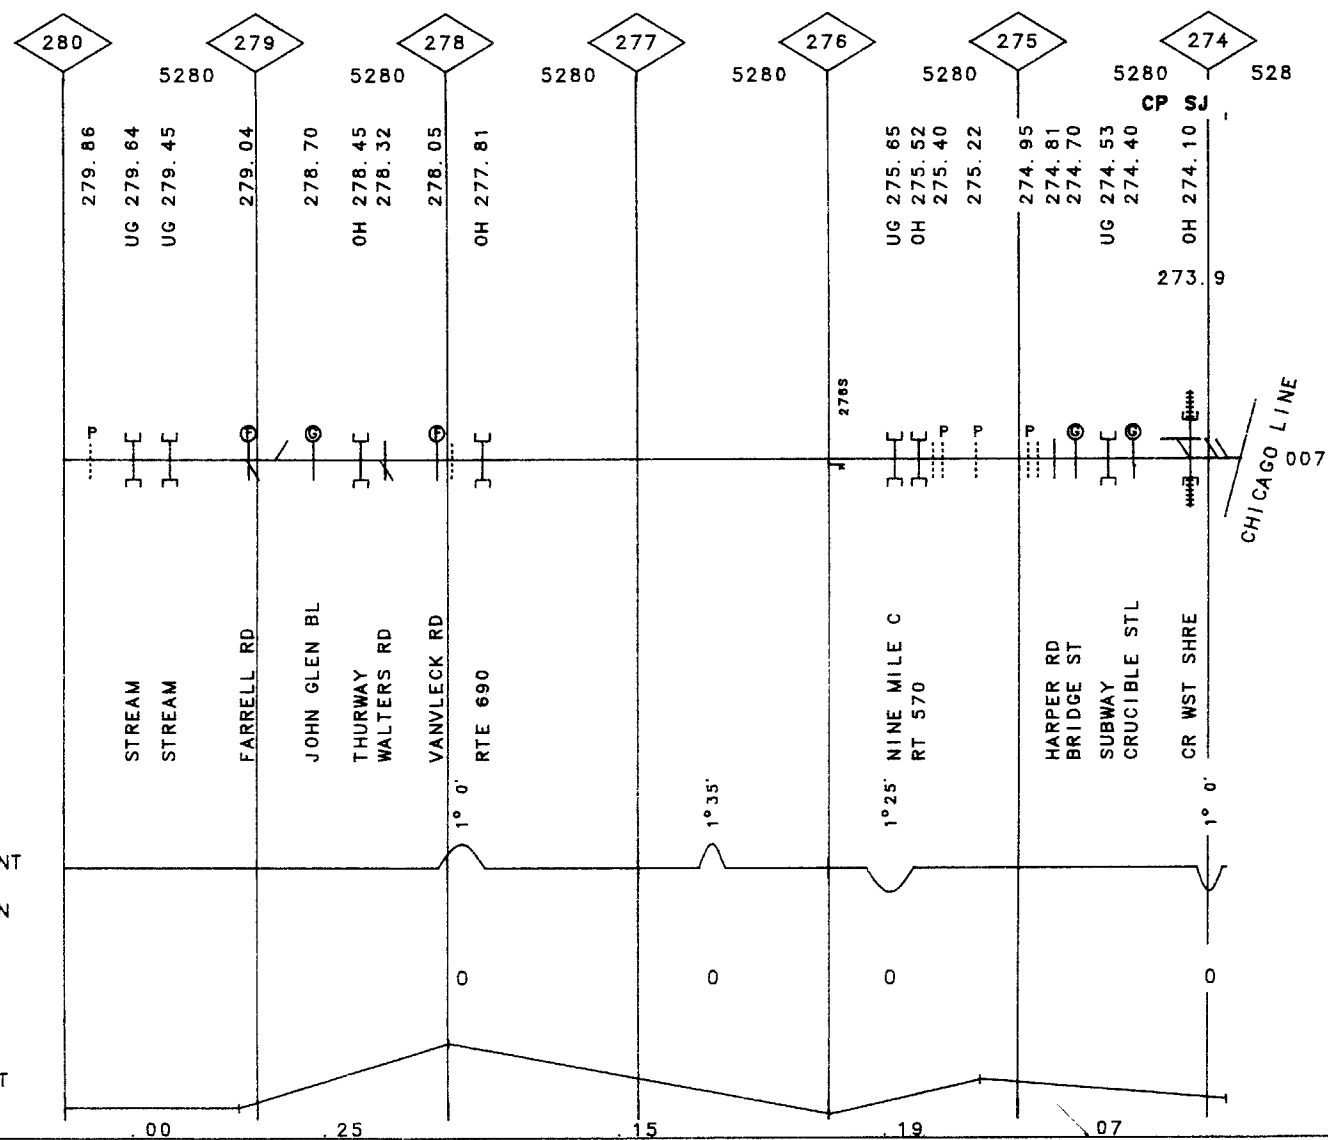 280 279 278 277 276 275 274
5280 5280 5280 5280 5280 5280 528
CP SJ
279.86
UG 279.64
UG 279.45
279.04
278.70
OH 278.45
278.32
278.05
OH 277.81
UG 275.65
OH 275.52
275.40
275.22
274.95
274.81
274.70
UG 274.53
274.40
OH 274.10
273.9
276S
P F G F P P G G
CHICAGO LINE
007
STREAM
STREAM
FARRELL RD
JOHN GLEN BL
THURWAY
WALTERS RD
VANVLECK RD
RTE 690
NINE MILE C
RT 570
HARPER RD
BRIDGE ST
SUBWAY
CRUCIBLE STL
CR WST SHRE
1° 0'
1°35'
1°25'
1° 0'
NT
N
0 0 0 0
T
.00 .25 .15 .19 .07